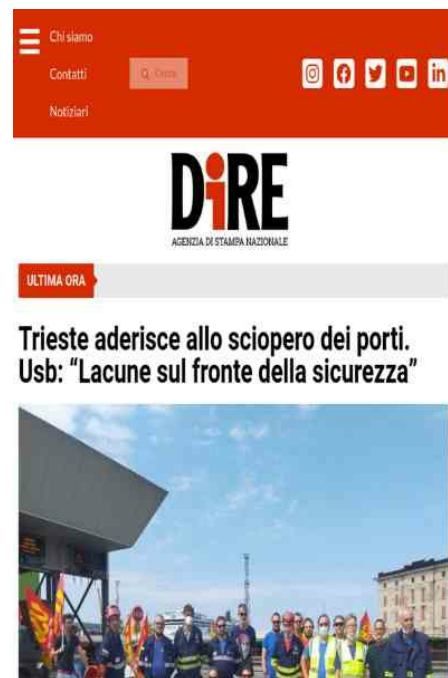 Chi siamo
Contatti
Cerca
Notiziari
DiRE
AGENZIA DI STAMPA NAZIONALE
ULTIMA ORA
Trieste aderisce allo sciopero dei porti.
Usb: “Lacune sul fronte della sicurezza”